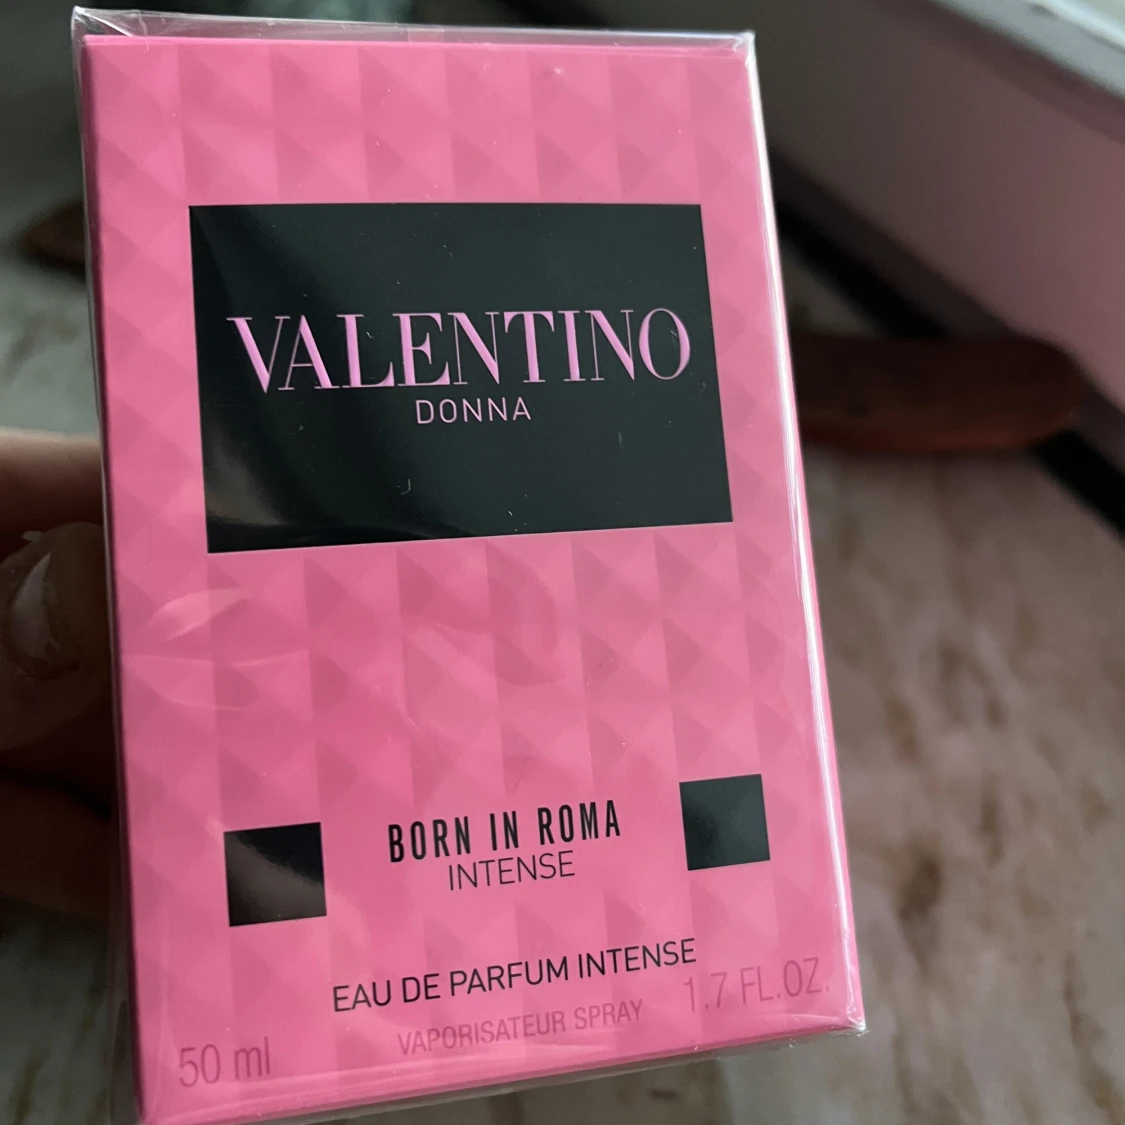 VALENTINO
DONNA
BORN IN ROMA
INTENSE
EAU DE PARFUM INTENSE
VAPORISATEUR SPRAY
50 ml
1.7 FL.OZ.